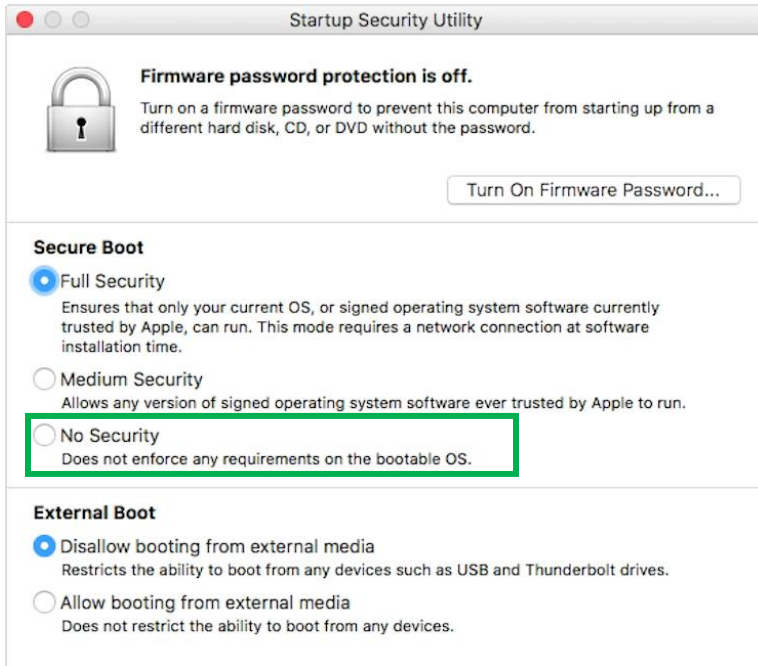 Startup Security Utility
Firmware password protection is off.
Turn on a firmware password to prevent this computer from starting up from a
different hard disk, CD, or DVD without the password.
Turn On Firmware Password...
Secure Boot
Full Security
Ensures that only your current OS, or signed operating system software currently
trusted by Apple, can run. This mode requires a network connection at software
installation time.
Medium Security
Allows any version of signed operating system software ever trusted by Apple to run.
No Security
Does not enforce any requirements on the bootable OS.
External Boot
Disallow booting from external media
Restricts the ability to boot from any devices such as USB and Thunderbolt drives.
Allow booting from external media
Does not restrict the ability to boot from any devices.